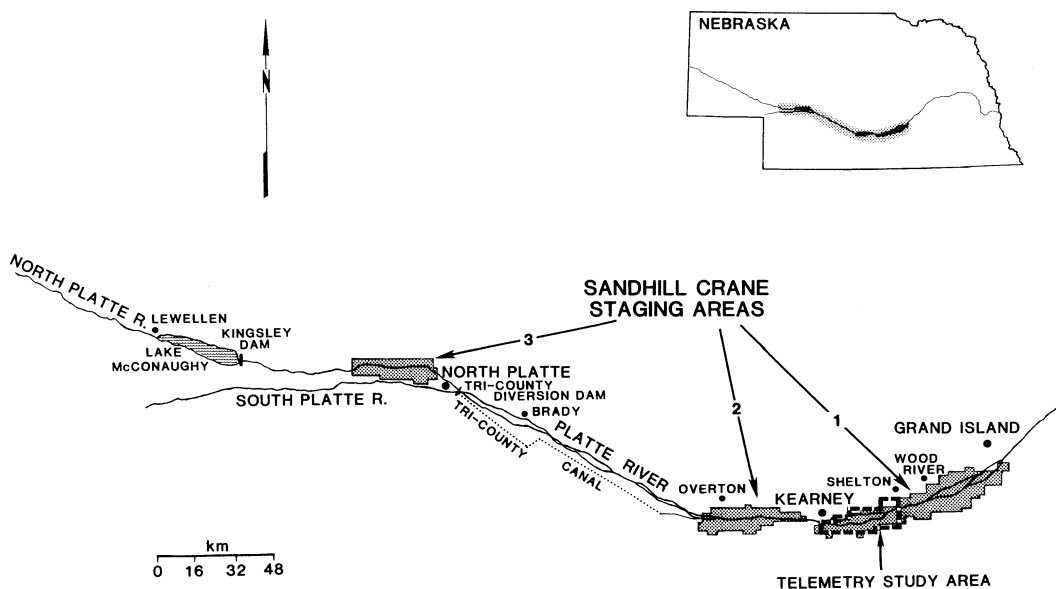 NEBRASKA
N
SANDHILL CRANE
STAGING AREAS
NORTH PLATTE R.
LEWELLEN
KINGSLEY
DAM
LAKE
McCONAUGHY
3
NORTH PLATTE
TRI-COUNTY
DIVERSION DAM
BRADY
SOUTH PLATTE R.
TRI-COUNTY
CANAL
PLATTE RIVER
2
1
GRAND ISLAND
WOOD
RIVER
SHELTON
OVERTON
KEARNEY
km
0 16 32 48
TELEMETRY STUDY AREA